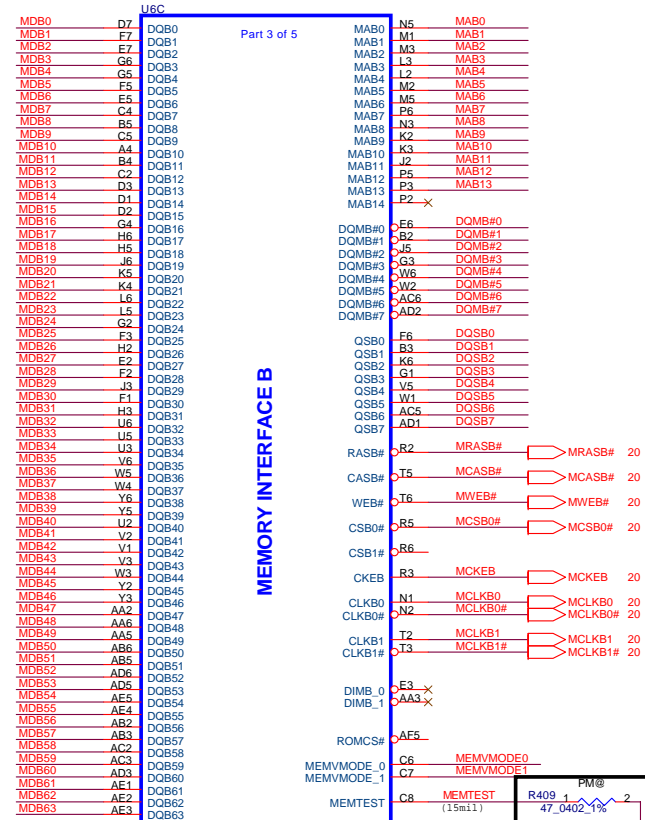 U6C
Part 3 of 5
MEMORY INTERFACE B
MDB0 D7 DQB0
MDB1 F7 DQB1
MDB2 E7 DQB2
MDB3 G6 DQB3
MDB4 G5 DQB4
MDB5 F5 DQB5
MDB6 E5 DQB6
MDB7 C4 DQB7
MDB8 B5 DQB8
MDB9 C5 DQB9
MDB10 A4 DQB10
MDB11 B4 DQB11
MDB12 C2 DQB12
MDB13 D3 DQB13
MDB14 D1 DQB14
MDB15 D2 DQB15
MDB16 G4 DQB16
MDB17 H6 DQB17
MDB18 H5 DQB18
MDB19 J6 DQB19
MDB20 K5 DQB20
MDB21 K4 DQB21
MDB22 L6 DQB22
MDB23 L5 DQB23
MDB24 G2 DQB24
MDB25 F3 DQB25
MDB26 H2 DQB26
MDB27 E2 DQB27
MDB28 F2 DQB28
MDB29 J3 DQB29
MDB30 F1 DQB30
MDB31 H3 DQB31
MDB32 U6 DQB32
MDB33 U5 DQB33
MDB34 U3 DQB34
MDB35 V6 DQB35
MDB36 W5 DQB36
MDB37 W4 DQB37
MDB38 Y6 DQB38
MDB39 Y5 DQB39
MDB40 U2 DQB40
MDB41 V2 DQB41
MDB42 V1 DQB42
MDB43 V3 DQB43
MDB44 W3 DQB44
MDB45 Y2 DQB45
MDB46 Y3 DQB46
MDB47 AA2 DQB47
MDB48 AA6 DQB48
MDB49 AA5 DQB49
MDB50 AB6 DQB50
MDB51 AB5 DQB51
MDB52 AD6 DQB52
MDB53 AD5 DQB53
MDB54 AE5 DQB54
MDB55 AE4 DQB55
MDB56 AB2 DQB56
MDB57 AB3 DQB57
MDB58 AC2 DQB58
MDB59 AC3 DQB59
MDB60 AD3 DQB60
MDB61 AE1 DQB61
MDB62 AE2 DQB62
MDB63 AE3 DQB63
MAB0 N5 MAB0
MAB1 M1 MAB1
MAB2 M3 MAB2
MAB3 L3 MAB3
MAB4 L2 MAB4
MAB5 M2 MAB5
MAB6 M5 MAB6
MAB7 P6 MAB7
MAB8 N3 MAB8
MAB9 K2 MAB9
MAB10 K3 MAB10
MAB11 J2 MAB11
MAB12 P5 MAB12
MAB13 P3 MAB13
MAB14 P2
DQMB#0 E6 DQMB#0
DQMB#1 B2 DQMB#1
DQMB#2 J5 DQMB#2
DQMB#3 G3 DQMB#3
DQMB#4 W6 DQMB#4
DQMB#5 W2 DQMB#5
DQMB#6 AC6 DQMB#6
DQMB#7 AD2 DQMB#7
QSB0 F6 DQSB0
QSB1 B3 DQSB1
QSB2 K6 DQSB2
QSB3 G1 DQSB3
QSB4 V5 DQSB4
QSB5 W1 DQSB5
QSB6 AC5 DQSB6
QSB7 AD1 DQSB7
RASB# R2 MRASB# MRASB# 20
CASB# T5 MCASB# MCASB# 20
WEB# T6 MWEB# MWEB# 20
CSB0# R5 MCSB0# MCSB0# 20
CSB1# R6
CKEB R3 MCKEB MCKEB 20
CLKB0 N1 MCLKB0 MCLKB0 20
CLKB0# N2 MCLKB0# MCLKB0# 20
CLKB1 T2 MCLKB1 MCLKB1 20
CLKB1# T3 MCLKB1# MCLKB1# 20
DIMB_0 E3
DIMB_1 AA3
ROMCS# AF5
MEMVMODE_0 C6 MEMVMODE0
MEMVMODE_1 C7 MEMVMODE1
MEMTEST C8 MEMTEST
(15mil)
PM@
R409 1 2
47_0402_1%